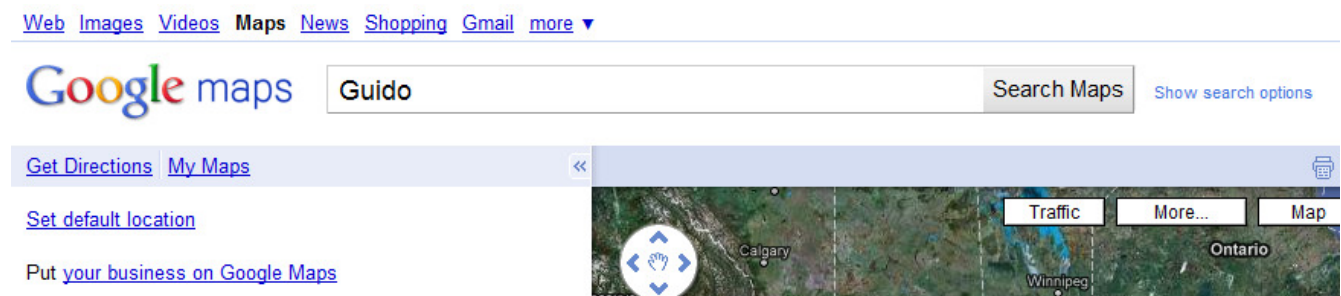 Web Images Videos Maps News Shopping Gmail more ▼
Google maps Guido Search Maps Show search options
Get Directions My Maps «
Set default location
Put your business on Google Maps
Traffic More... Map
Calgary
Ontario
Winnipeg